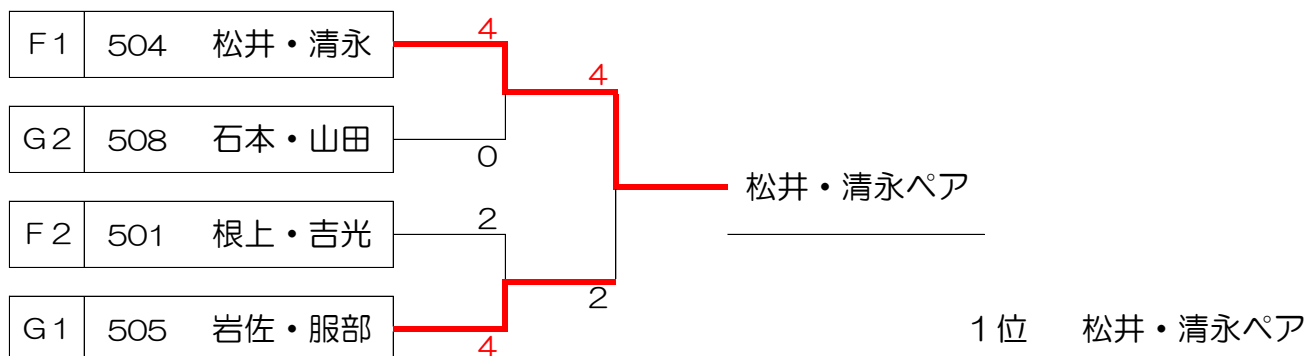 F1 504 松井・清永 4
4
G2 508 石本・山田 0
松井・清永ペア
F2 501 根上・吉光 2
2
G1 505 岩佐・服部 4
1位 松井・清永ペア